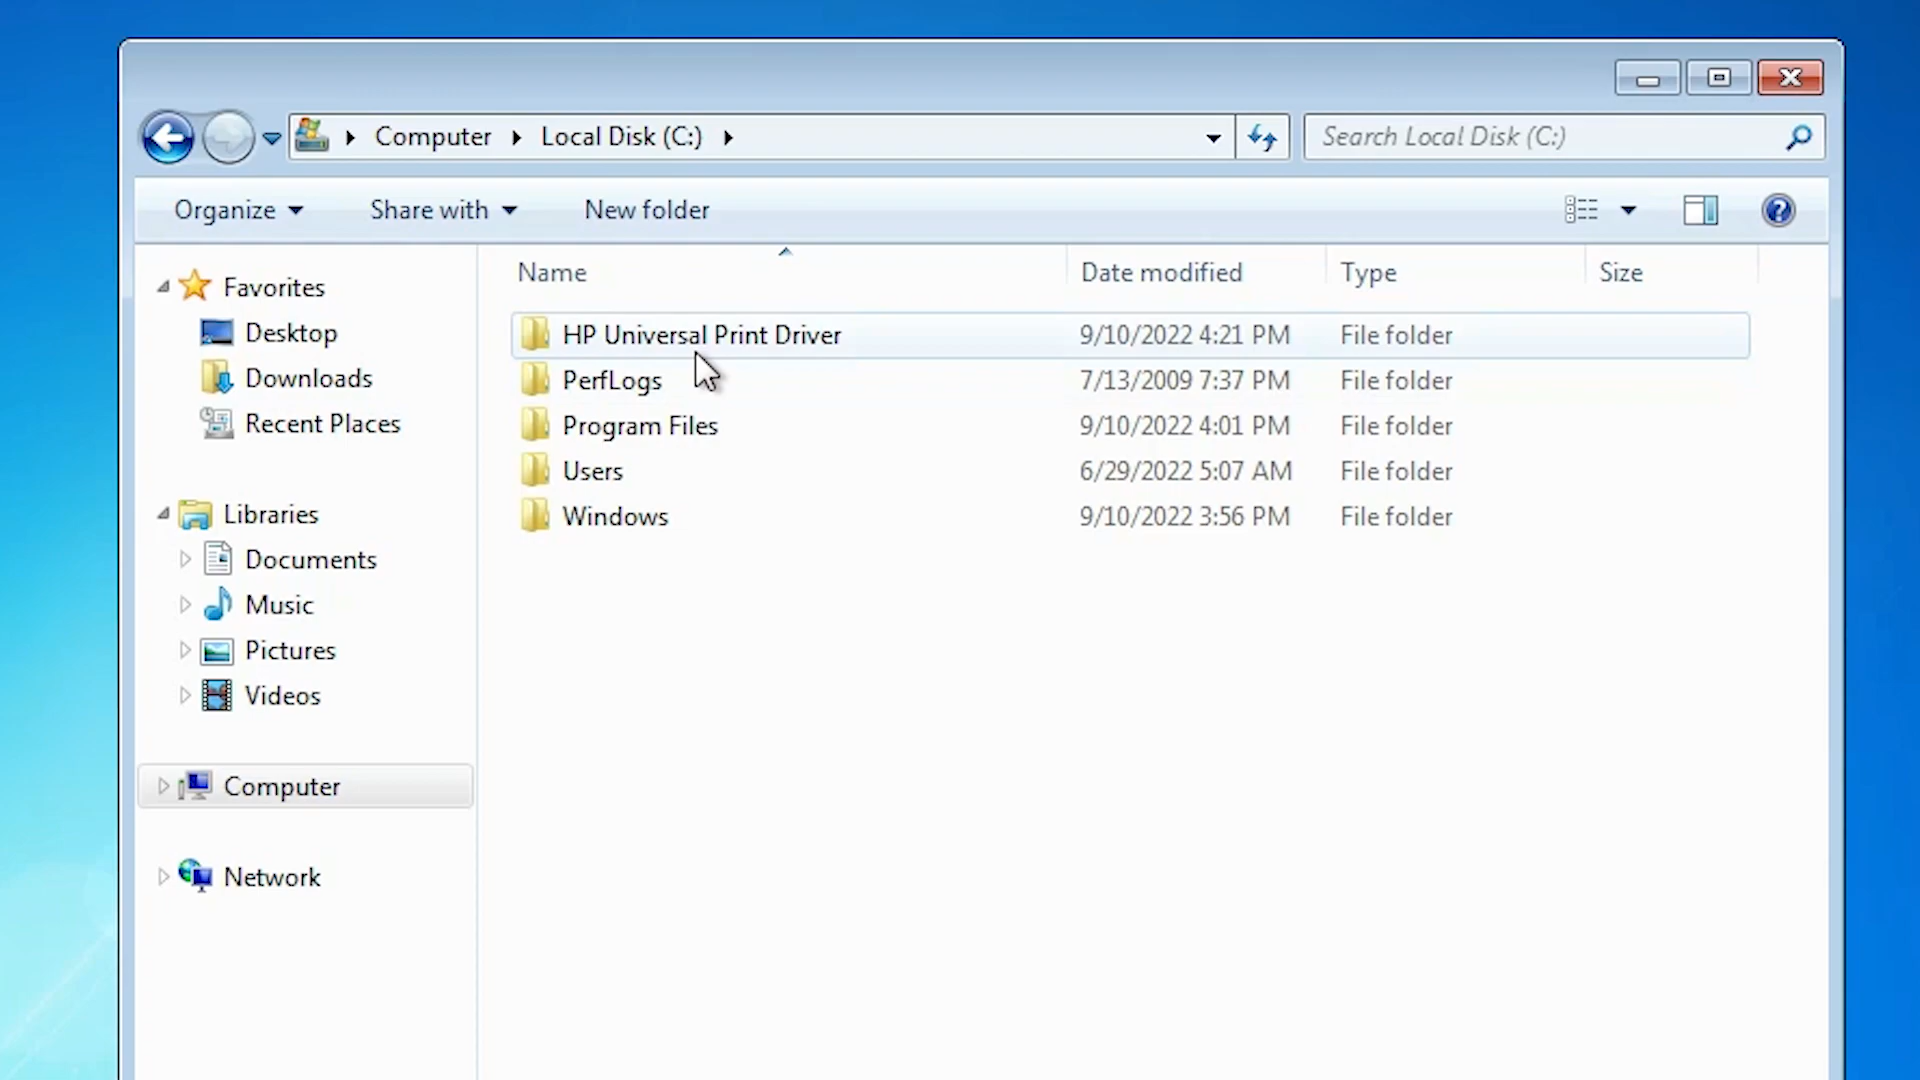 Computer Local Disk (C:)
Search Local Disk (C:)
Organize Share with New folder
Name Date modified Type Size
HP Universal Print Driver 9/10/2022 4:21 PM File folder
PerfLogs 7/13/2009 7:37 PM File folder
Program Files 9/10/2022 4:01 PM File folder
Users 6/29/2022 5:07 AM File folder
Windows 9/10/2022 3:56 PM File folder
Favorites
Desktop
Downloads
Recent Places
Libraries
Documents
Music
Pictures
Videos
Computer
Network